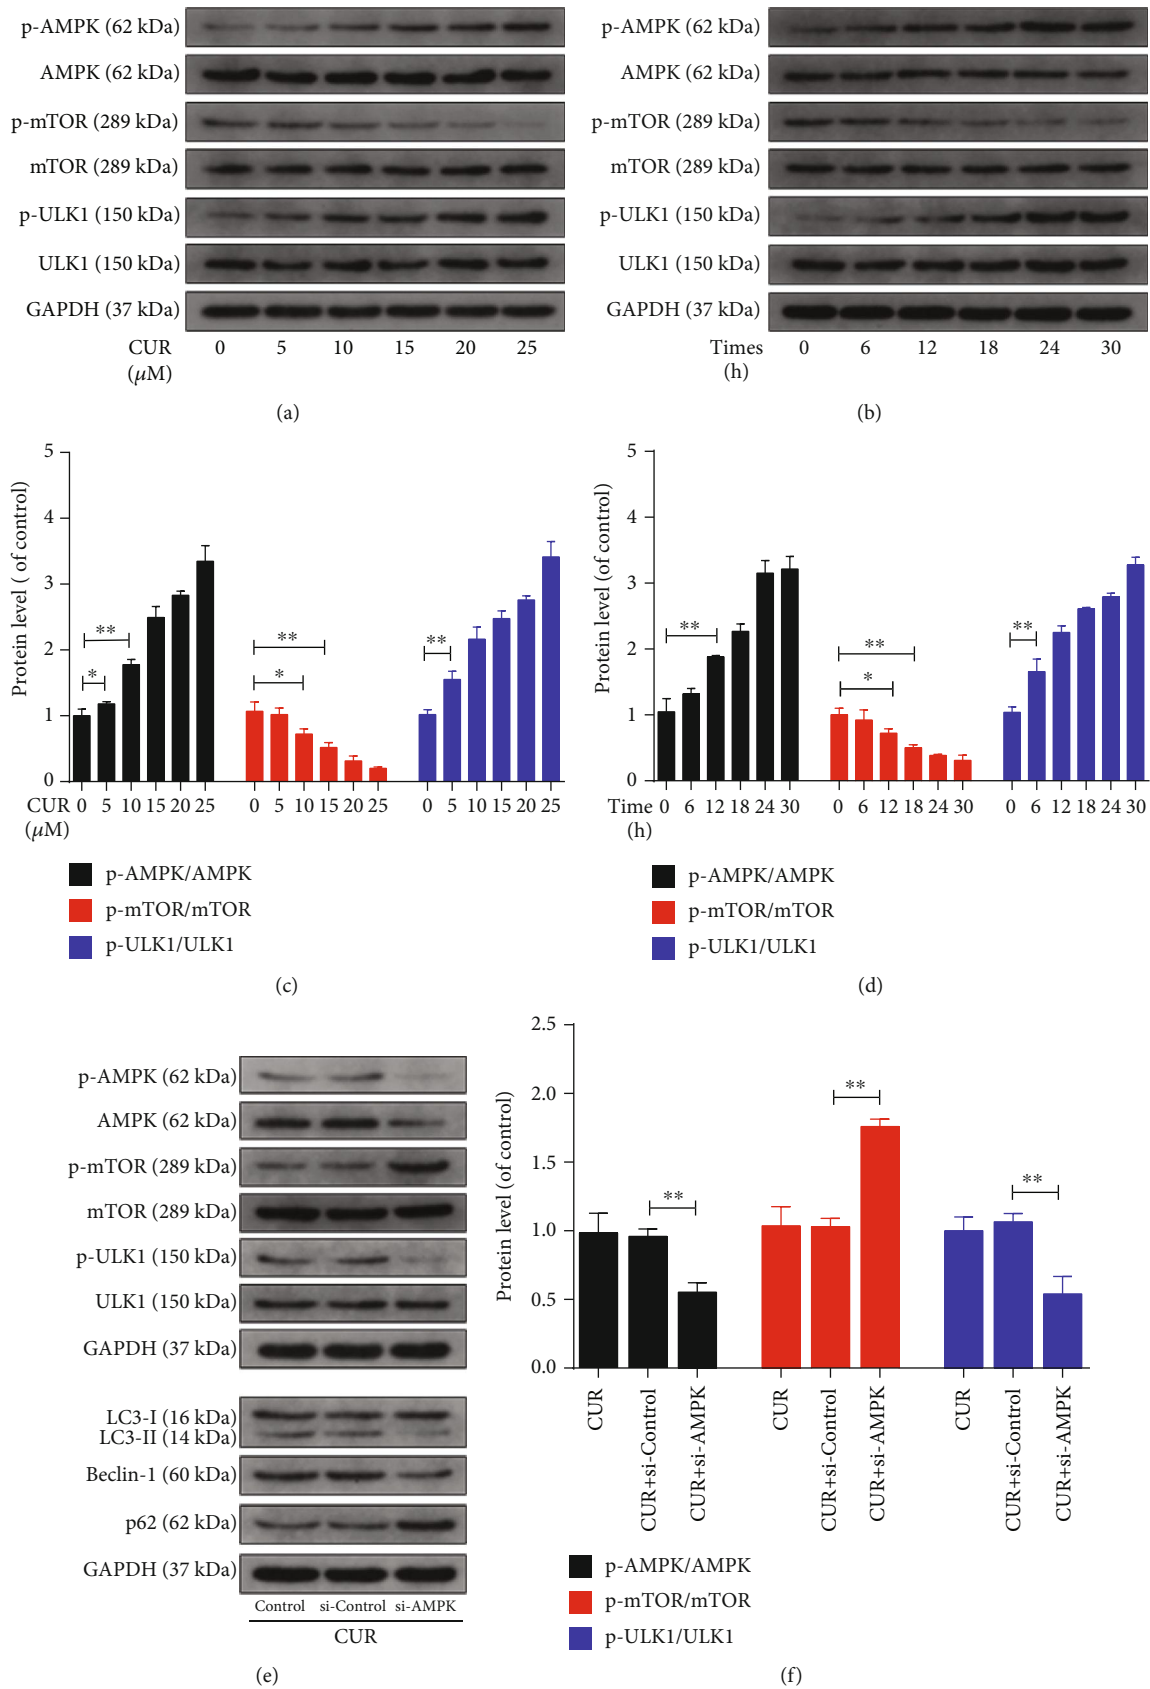 p-AMPK (62 kDa)
AMPK (62 kDa)
p-mTOR (289 kDa)
mTOR (289 kDa)
p-ULK1 (150 kDa)
ULK1 (150 kDa)
GAPDH (37 kDa)
CUR 0 5 10 15 20 25
(μM)
(a)
p-AMPK (62 kDa)
AMPK (62 kDa)
p-mTOR (289 kDa)
mTOR (289 kDa)
p-ULK1 (150 kDa)
ULK1 (150 kDa)
GAPDH (37 kDa)
Times 0 6 12 18 24 30
(h)
(b)
Protein level ( of control)
5
4
3
2
1
0
** * ** * **
CUR 0 5 10 15 20 25 0 5 10 15 20 25 0 5 10 15 20 25
(μM)
p-AMPK/AMPK
p-mTOR/mTOR
p-ULK1/ULK1
(c)
Protein level (of control)
5
4
3
2
1
0
** ** * **
Time 0 6 12 18 24 30 0 6 12 18 24 30 0 6 12 18 24 30
(h)
p-AMPK/AMPK
p-mTOR/mTOR
p-ULK1/ULK1
(d)
p-AMPK (62 kDa)
AMPK (62 kDa)
p-mTOR (289 kDa)
mTOR (289 kDa)
p-ULK1 (150 kDa)
ULK1 (150 kDa)
GAPDH (37 kDa)
LC3-I (16 kDa)
LC3-II (14 kDa)
Beclin-1 (60 kDa)
p62 (62 kDa)
GAPDH (37 kDa)
Control si-Control si-AMPK
CUR
(e)
Protein level (of control)
2.5
2.0
1.5
1.0
0.5
0.0
** ** **
CUR
CUR+si-Control
CUR+si-AMPK
CUR
CUR+si-Control
CUR+si-AMPK
CUR
CUR+si-Control
CUR+si-AMPK
p-AMPK/AMPK
p-mTOR/mTOR
p-ULK1/ULK1
(f)